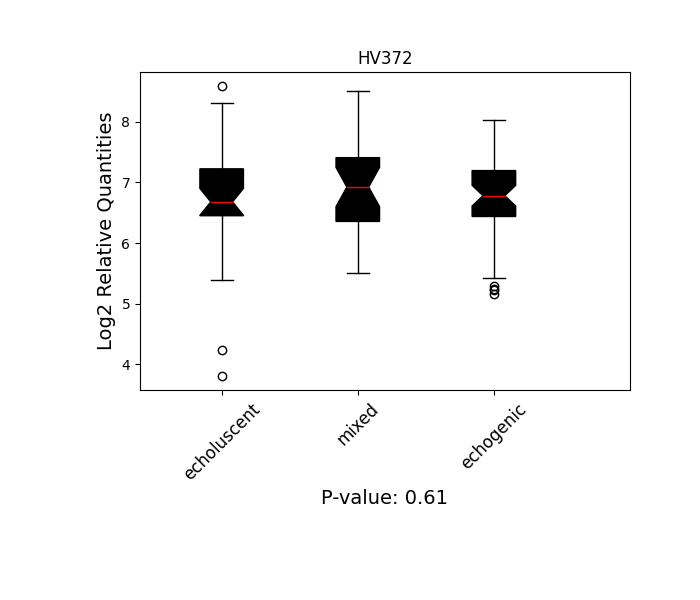 HV372
Log2 Relative Quantities
8
7
6
5
4
echoluscent
mixed
echogenic
P-value: 0.61